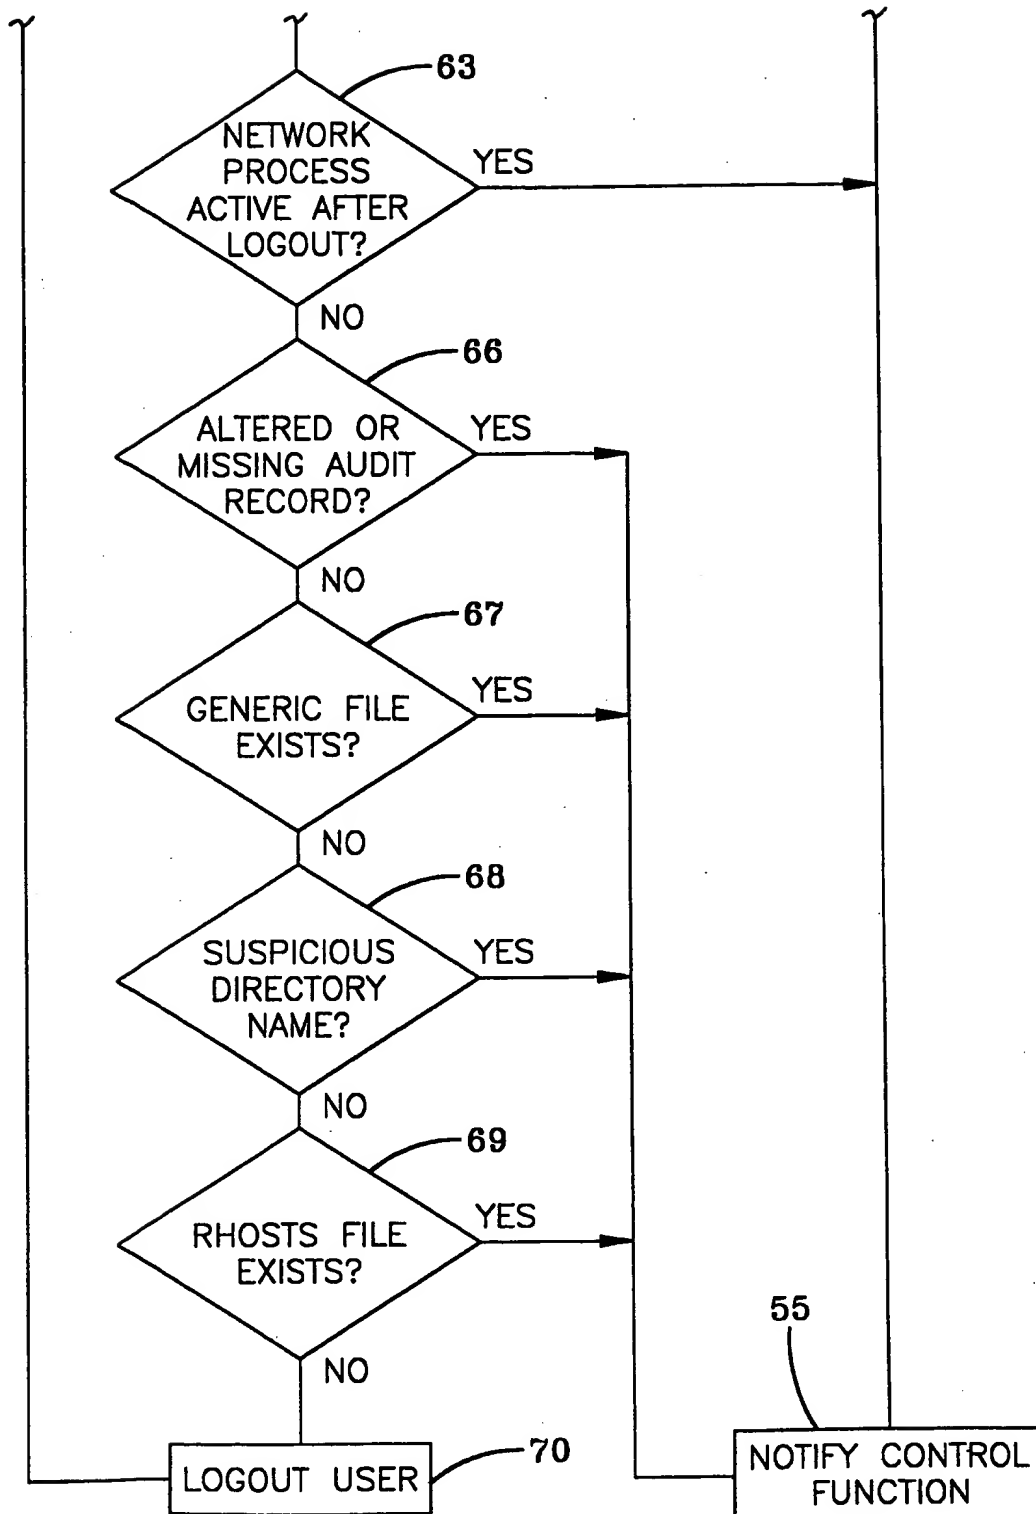 63
NETWORK
PROCESS
ACTIVE AFTER
LOGOUT?
YES
NO
66
ALTERED OR
MISSING AUDIT
RECORD?
YES
NO
67
GENERIC FILE
EXISTS?
YES
NO
68
SUSPICIOUS
DIRECTORY
NAME?
YES
NO
69
RHOSTS FILE
EXISTS?
YES
NO
55
70
LOGOUT USER
NOTIFY CONTROL
FUNCTION